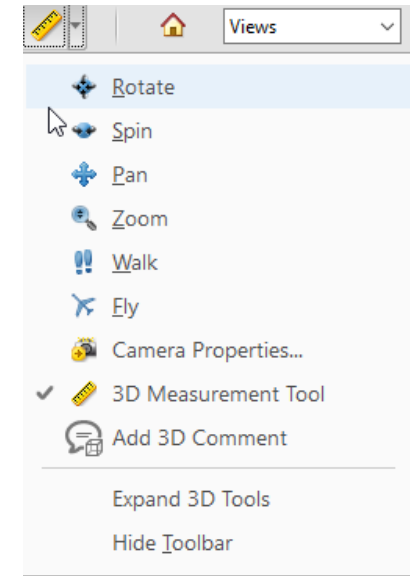 Views
Rotate
Spin
Pan
Zoom
Walk
Fly
Camera Properties...
3D Measurement Tool
Add 3D Comment
Expand 3D Tools
Hide Toolbar